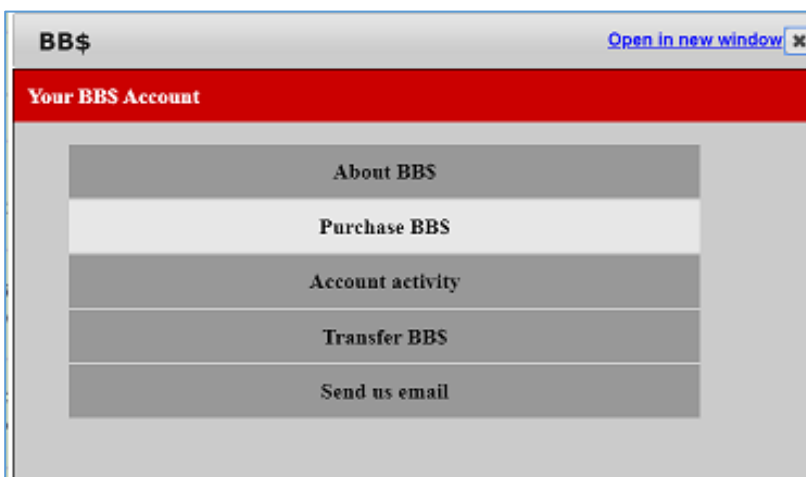 BB$
Open in new window
Your BB$ Account
About BB$
Purchase BB$
Account activity
Transfer BB$
Send us email